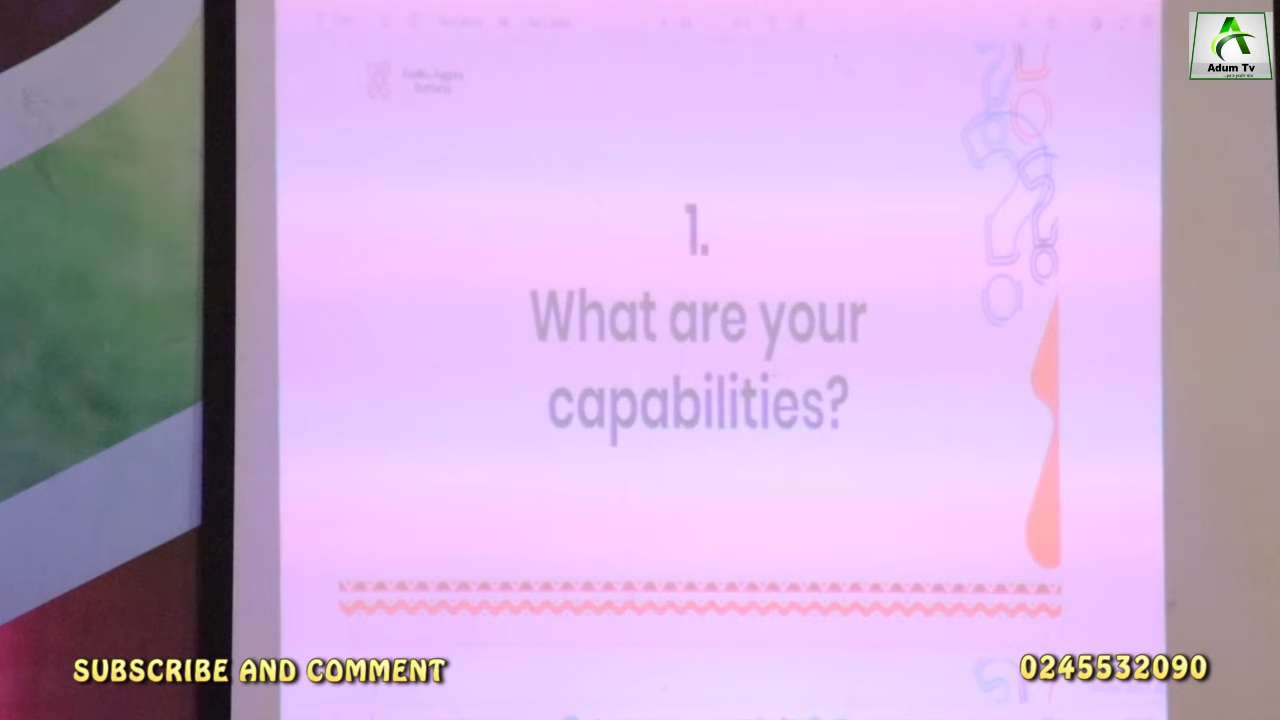 Adum Tv
1.
What are your
capabilities?
SUBSCRIBE AND COMMENT
0245532090